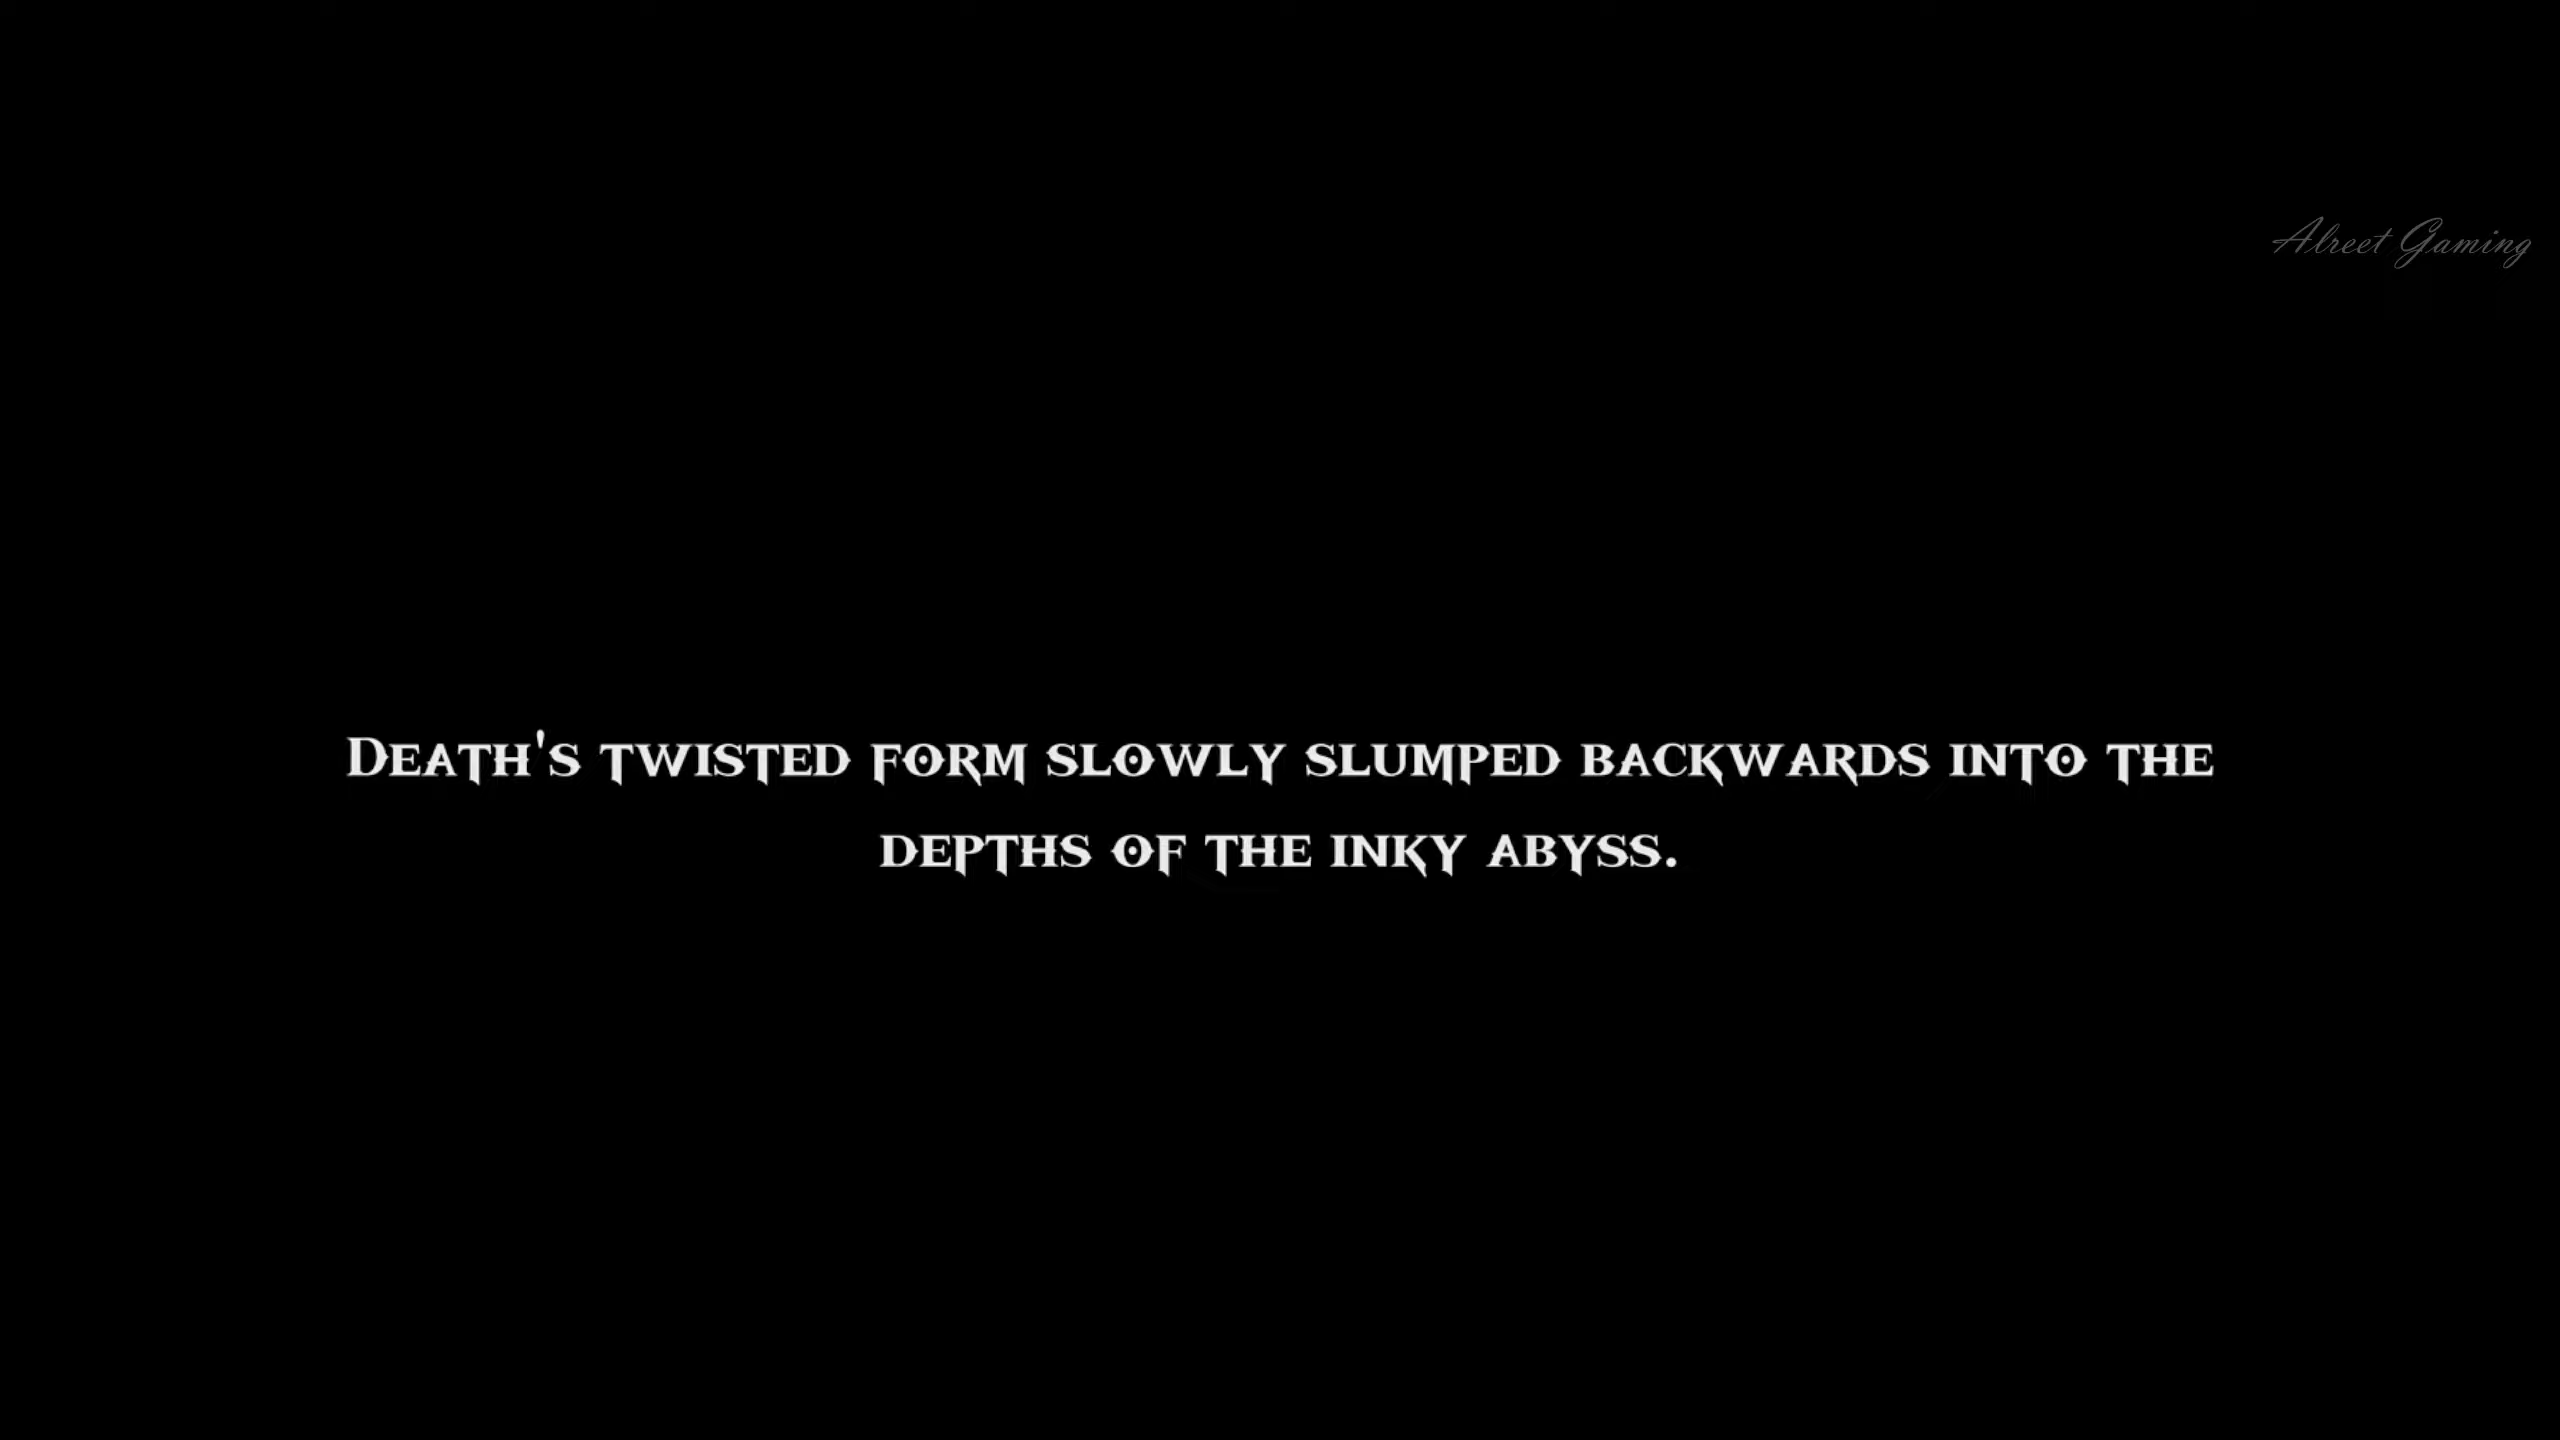 Alreet Gaming
Death's twisted form slowly slumped backwards into the
depths of the inky abyss.